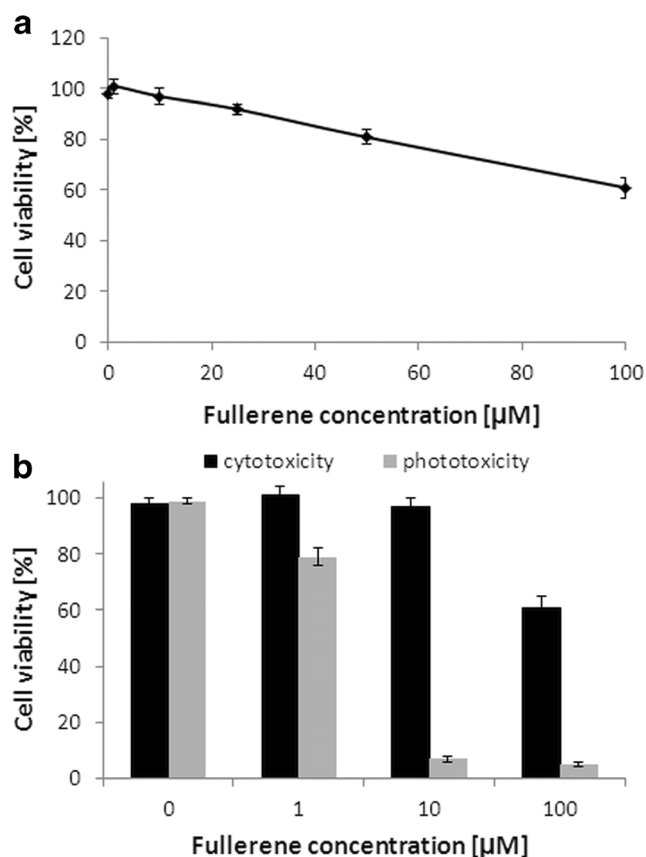 a
120
100
80
60
40
20
0
Cell viability [%]
0 20 40 60 80 100
Fullerene concentration [µM]
b
cytotoxicity phototoxicity
100
80
60
40
20
0
Cell viability [%]
0 1 10 100
Fullerene concentration [µM]